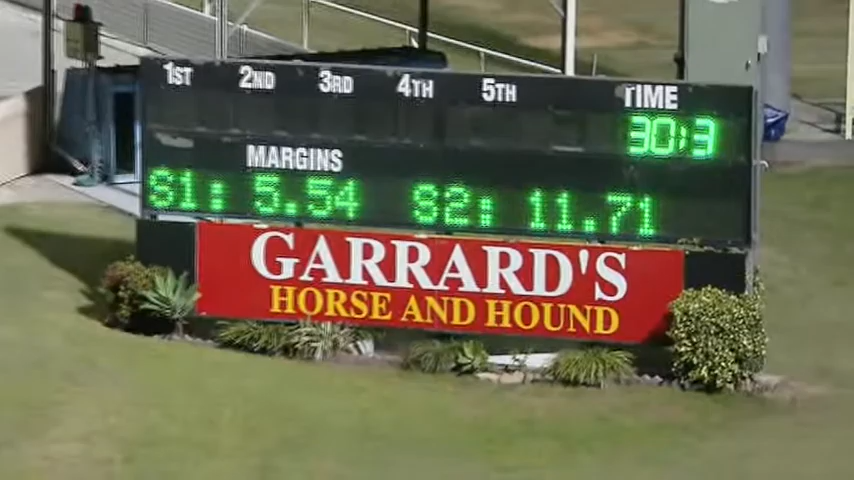 1ST 2ND 3RD 4TH 5TH TIME
30:3
MARGINS
S1: 5.54 S2: 11.71
GARRARD'S
HORSE AND HOUND